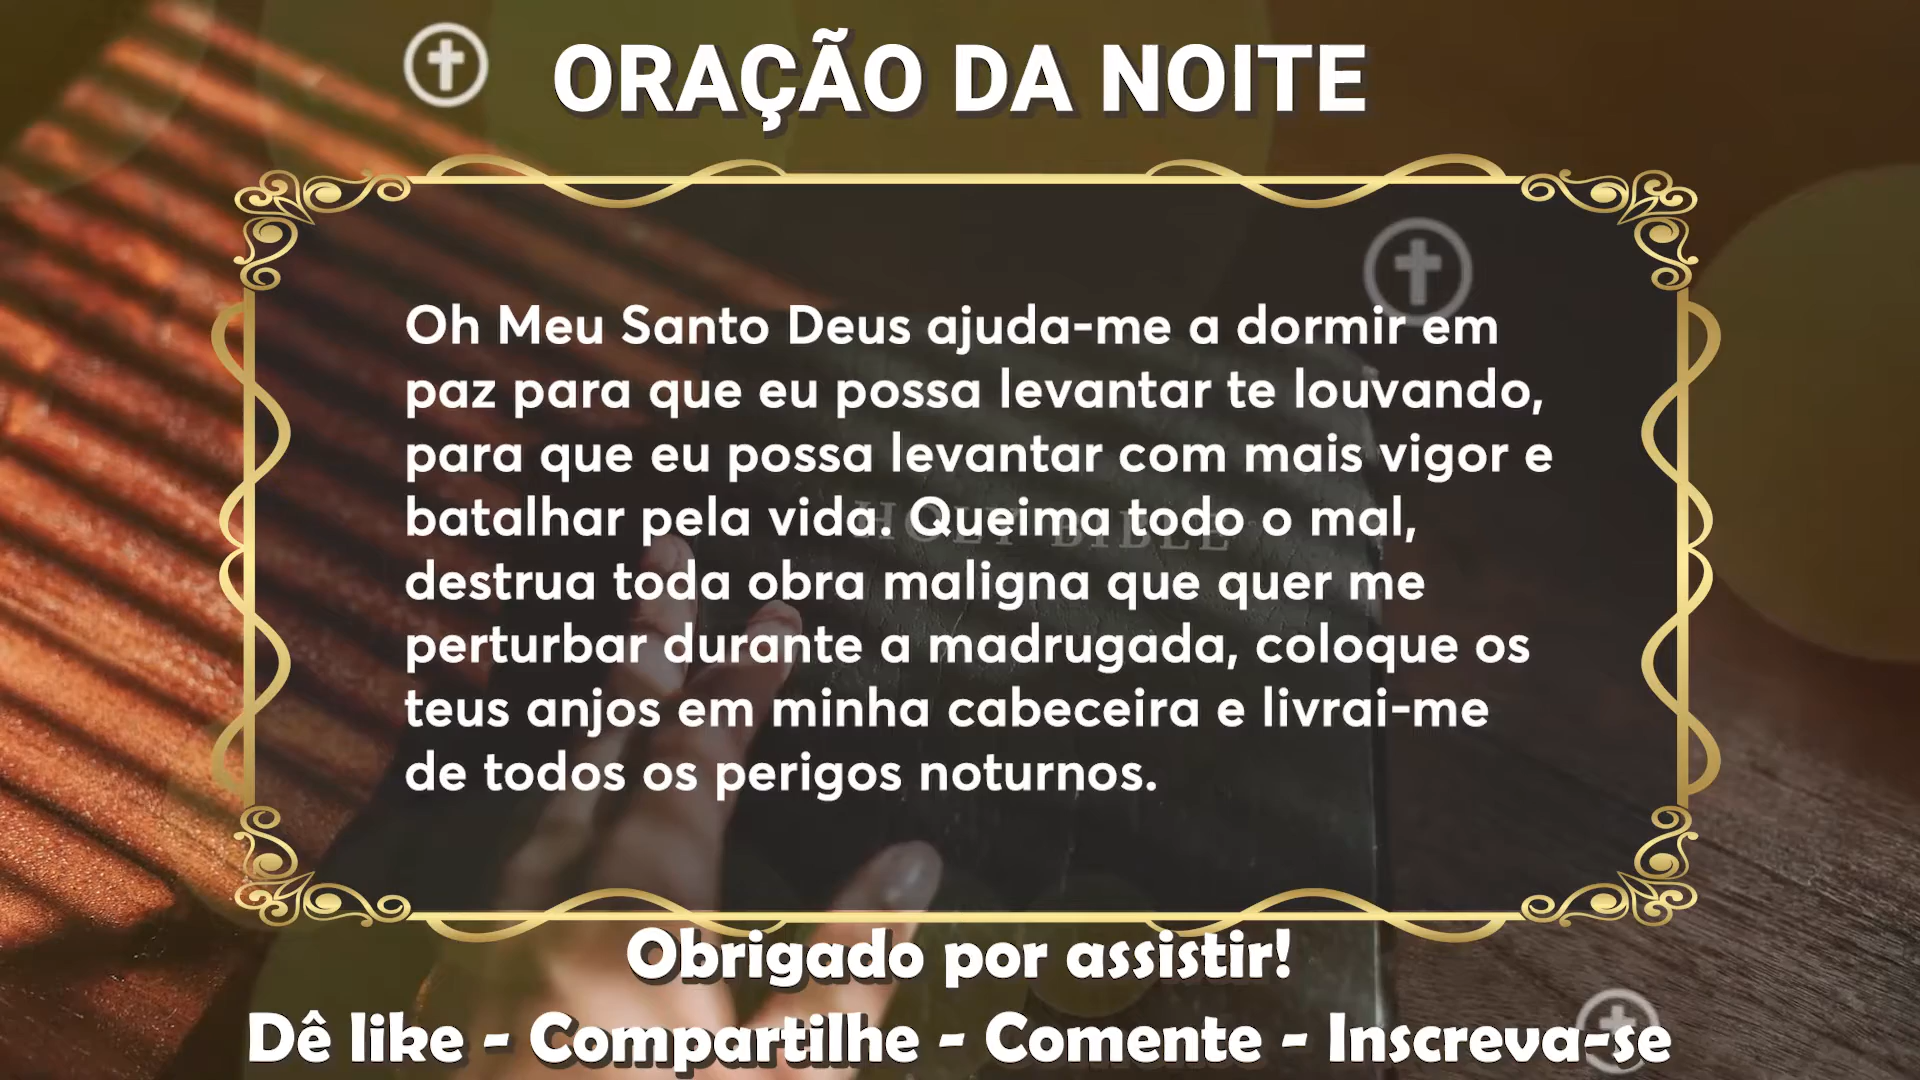 ORAÇÃO DA NOITE
Oh Meu Santo Deus ajuda-me a dormir em
paz para que eu possa levantar te louvando,
para que eu possa levantar com mais vigor e
batalhar pela vida. Queima todo o mal,
HOLY BIBLE
destrua toda obra maligna que quer me
perturbar durante a madrugada, coloque os
teus anjos em minha cabeceira e livrai-me
de todos os perigos noturnos.
Obrigado por assistir!
Dê like - Compartilhe - Comente - Inscreva-se